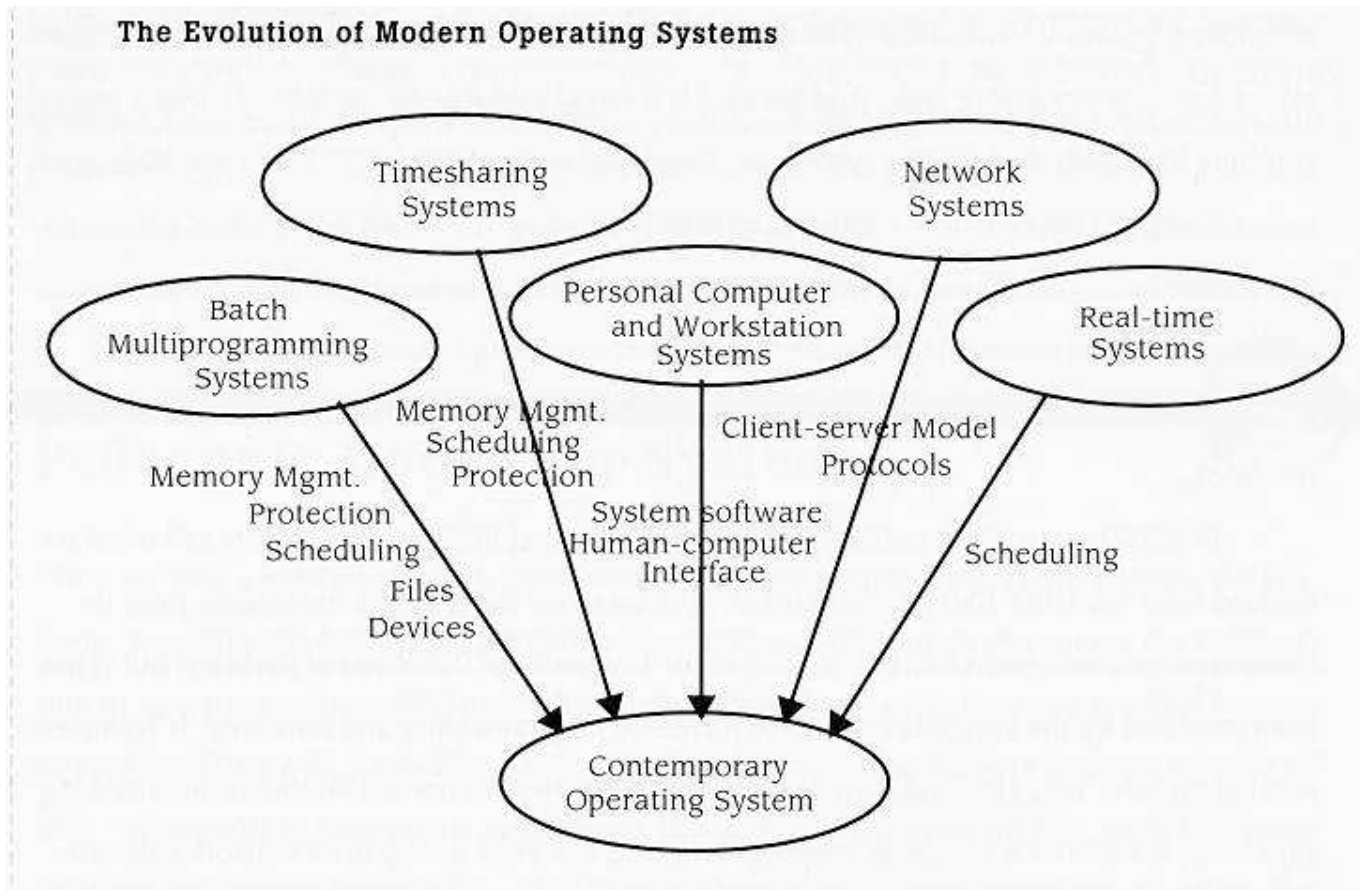 The Evolution of Modern Operating Systems
Timesharing
Systems
Network
Systems
Batch
Multiprogramming
Systems
Personal Computer
and Workstation
Systems
Real-time
Systems
Memory Mgmt.
Scheduling
Protection
Client-server Model
Protocols
Memory Mgmt.
Protection
Scheduling
Files
Devices
System software
Human-computer
Interface
Scheduling
Contemporary
Operating System